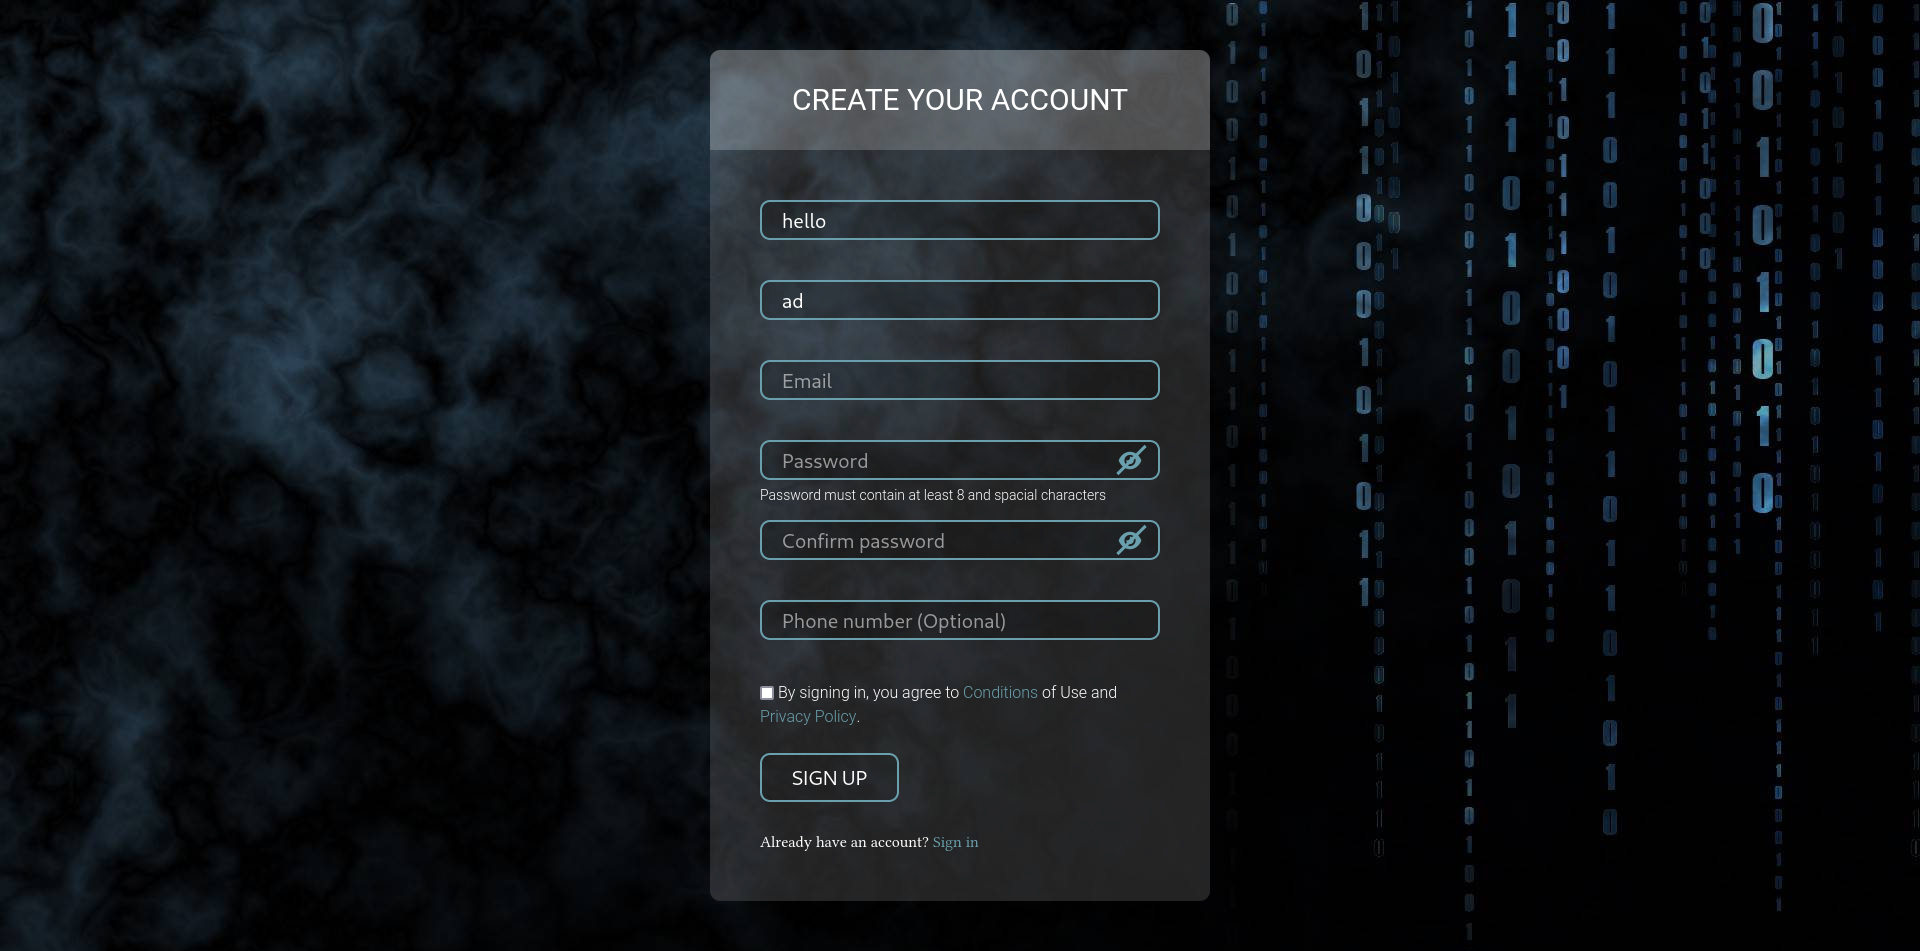 CREATE YOUR ACCOUNT
hello
ad
Email
Password
Password must contain at least 8 and spacial characters
Confirm password
Phone number (Optional)
By signing in, you agree to Conditions of Use and
Privacy Policy.
SIGN UP
Already have an account? Sign in